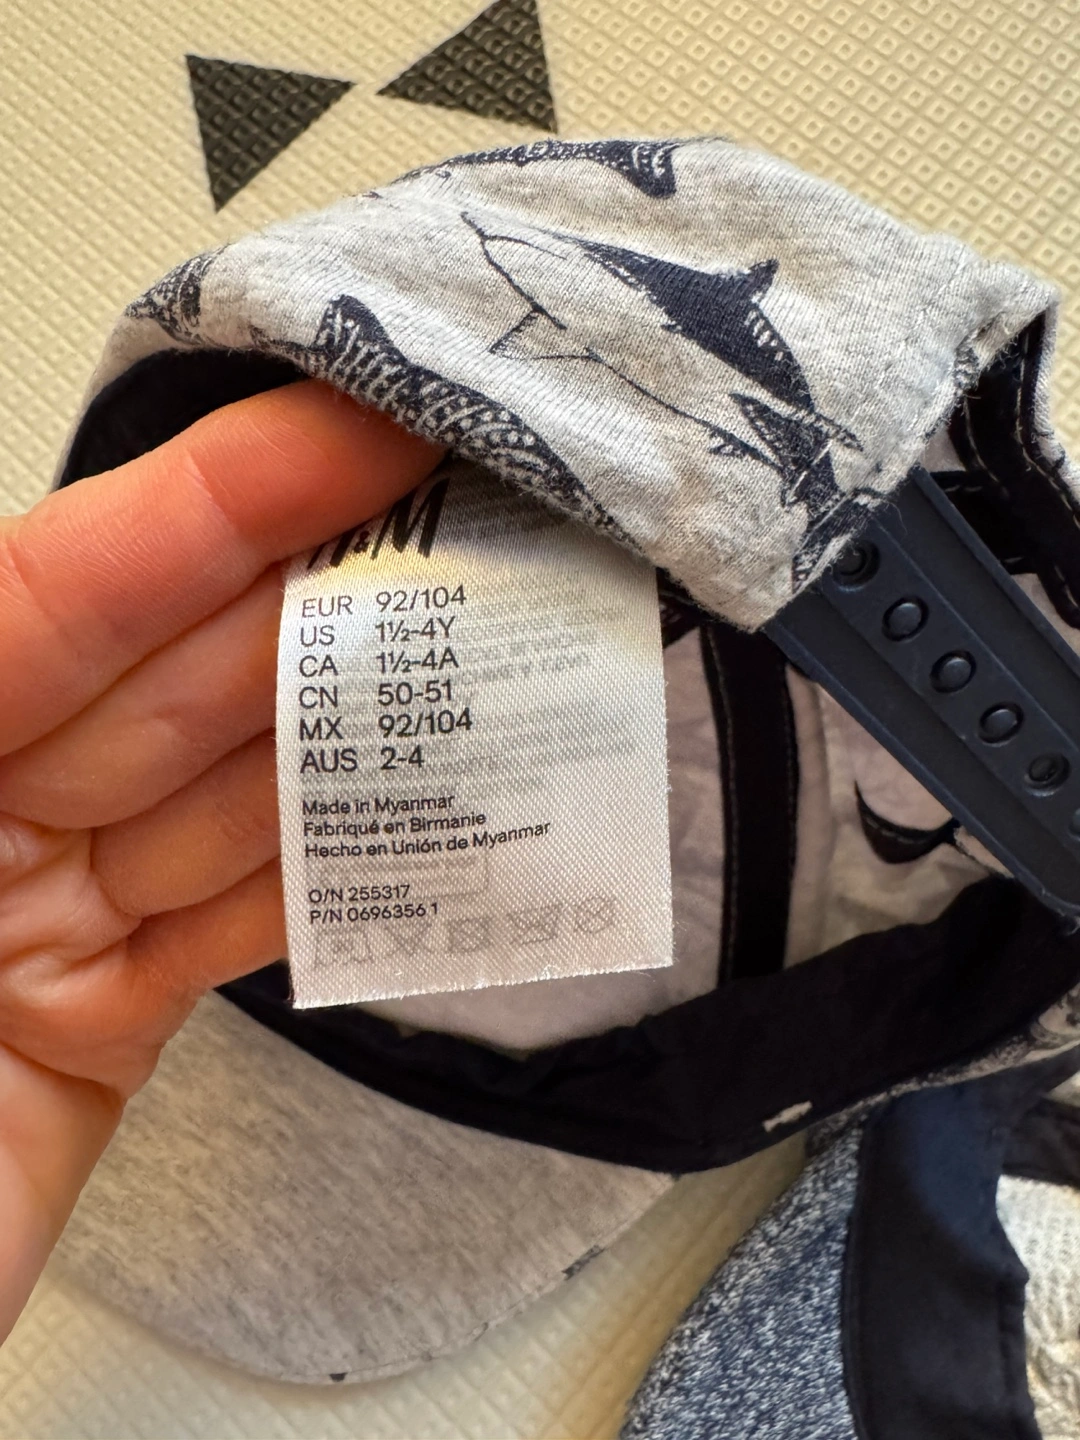 H&M
EUR 92/104
US 1½-4Y
CA 1½-4A
CN 50-51
MX 92/104
AUS 2-4
Made in Myanmar
Fabriqué en Birmanie
Hecho en Unión de Myanmar
O/N 255317
P/N 0696356 1